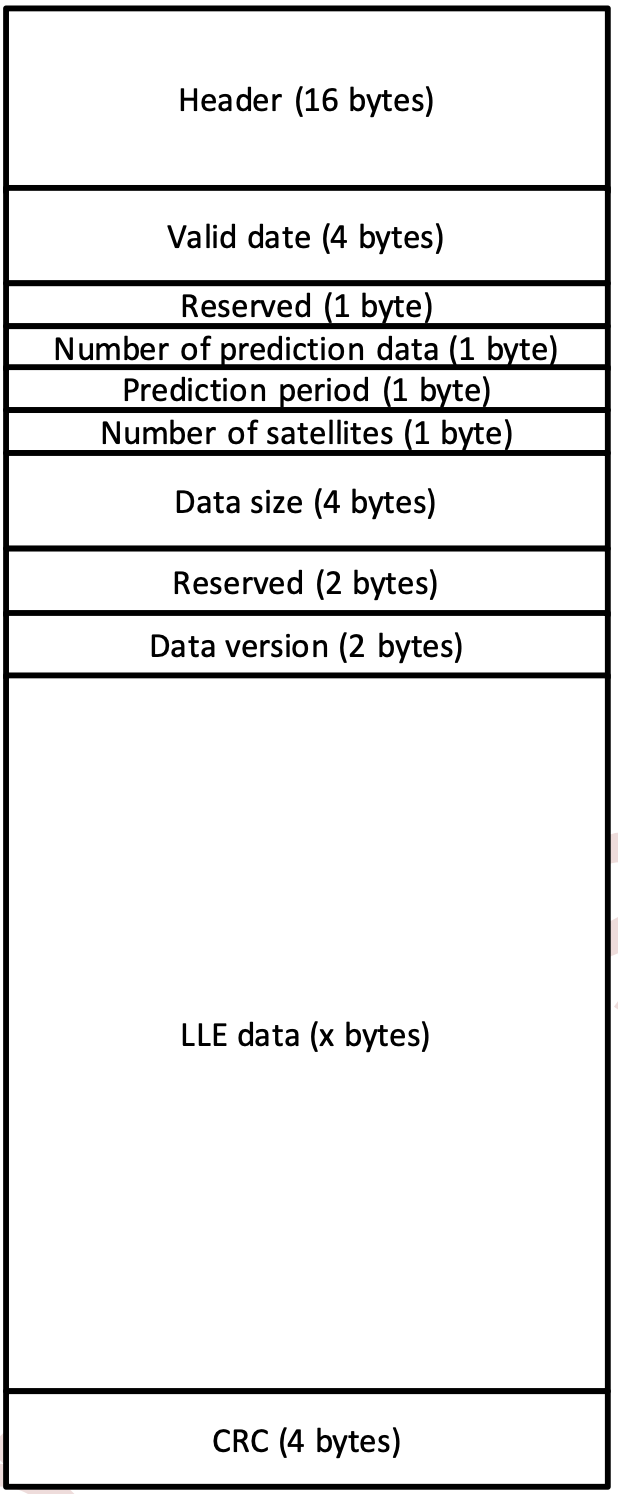 Header (16 bytes)
Valid date (4 bytes)
Reserved (1 byte)
Number of prediction data (1 byte)
Prediction period (1 byte)
Number of satellites (1 byte)
Data size (4 bytes)
Reserved (2 bytes)
Data version (2 bytes)
LLE data (x bytes)
CRC (4 bytes)